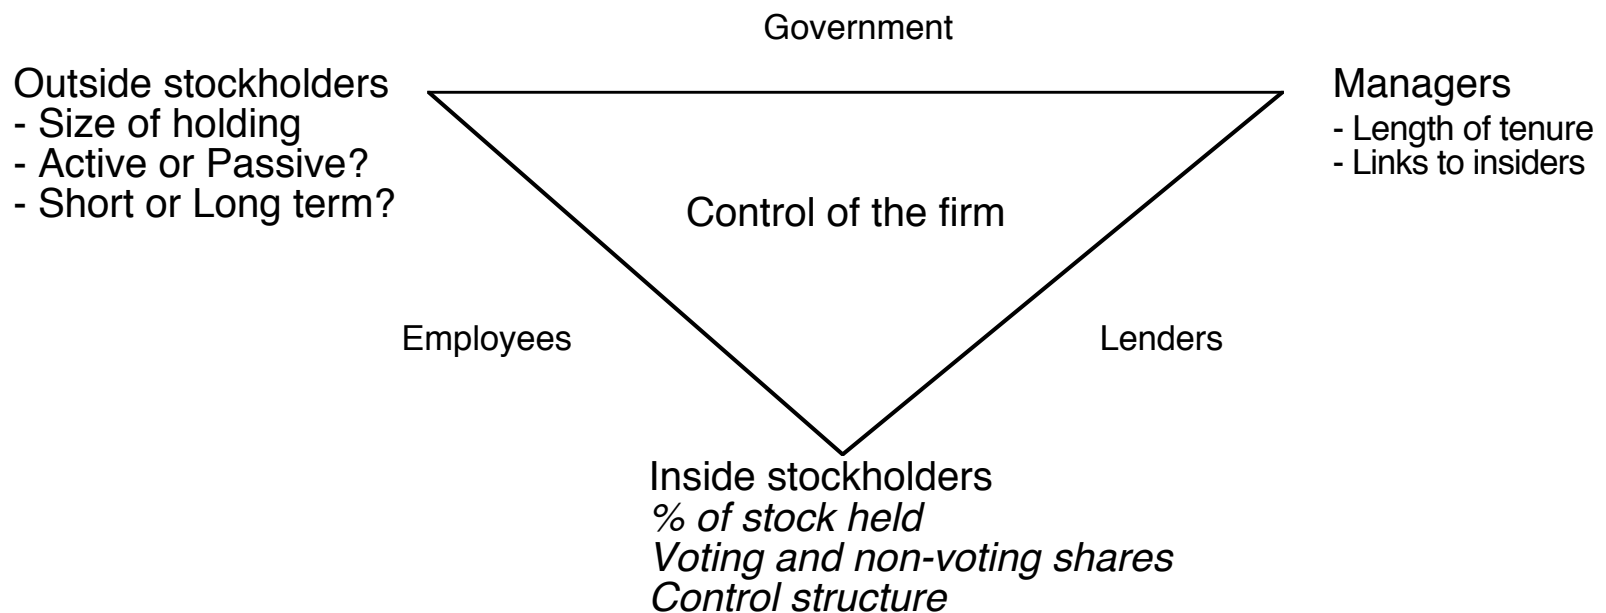 Government
Outside stockholders
- Size of holding
- Active or Passive?
- Short or Long term?
Managers
- Length of tenure
- Links to insiders
Control of the firm
Employees
Lenders
Inside stockholders
% of stock held
Voting and non-voting shares
Control structure